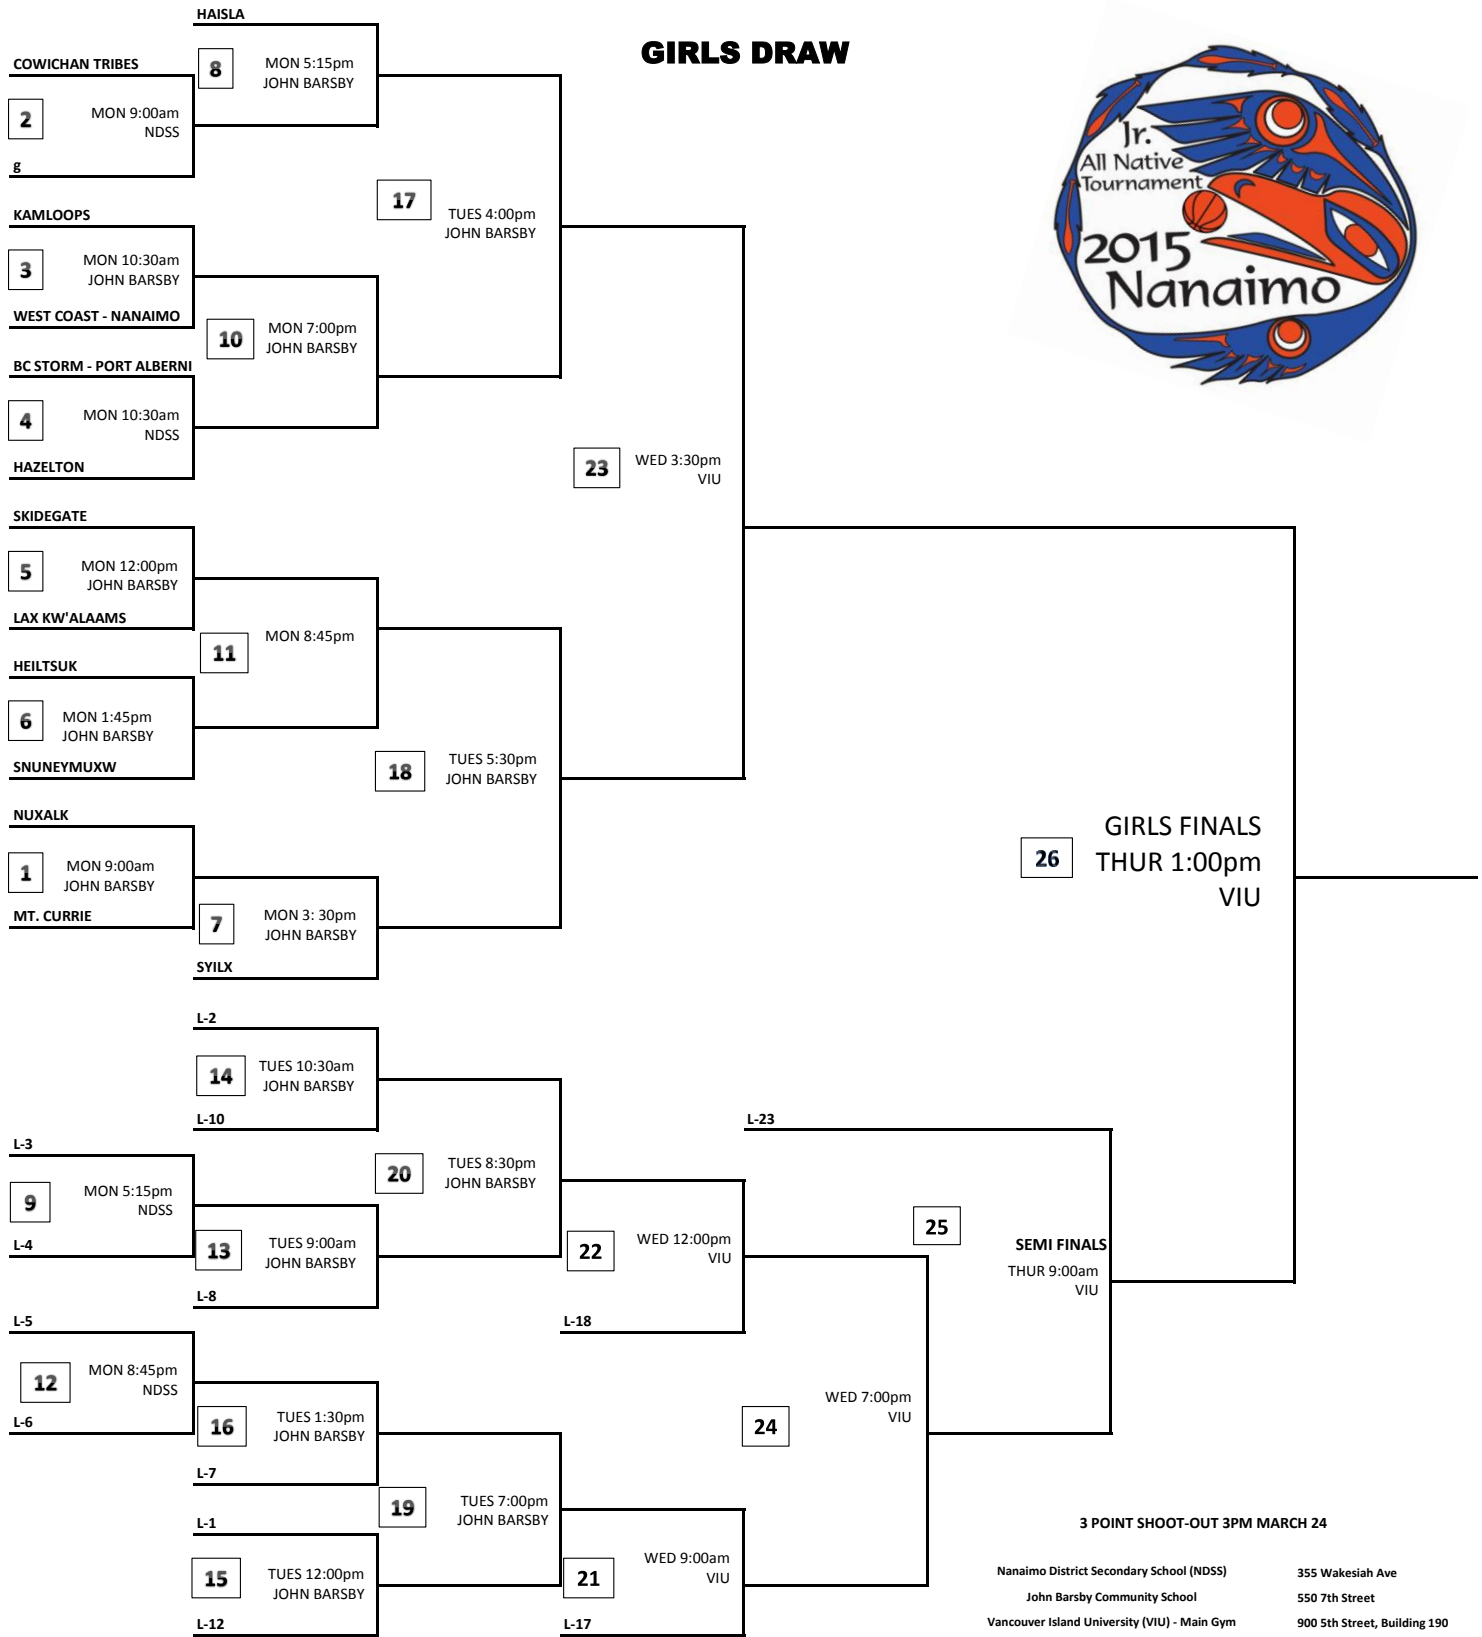 HAISLA
GIRLS DRAW
COWICHAN TRIBES
8
MON 5:15pm
JOHN BARSBY
2
MON 9:00am
NDSS
g
Jr.
All Native
Tournament
2015
Nanaimo
17
TUES 4:00pm
JOHN BARSBY
KAMLOOPS
3
MON 10:30am
JOHN BARSBY
WEST COAST - NANAIMO
10
MON 7:00pm
JOHN BARSBY
BC STORM - PORT ALBERNI
4
MON 10:30am
NDSS
HAZELTON
23
WED 3:30pm
VIU
SKIDEGATE
5
MON 12:00pm
JOHN BARSBY
LAX KW'ALAAMS
11
MON 8:45pm
HEILTSUK
6
MON 1:45pm
JOHN BARSBY
SNUNEYMUXW
18
TUES 5:30pm
JOHN BARSBY
NUXALK
1
MON 9:00am
JOHN BARSBY
MT. CURRIE
7
MON 3: 30pm
JOHN BARSBY
SYILX
26
GIRLS FINALS
THUR 1:00pm
VIU
L-2
14
TUES 10:30am
JOHN BARSBY
L-10
L-23
L-3
9
MON 5:15pm
NDSS
L-4
20
TUES 8:30pm
JOHN BARSBY
13
TUES 9:00am
JOHN BARSBY
L-8
22
WED 12:00pm
VIU
L-18
25
SEMI FINALS
THUR 9:00am
VIU
L-5
12
MON 8:45pm
NDSS
L-6
16
TUES 1:30pm
JOHN BARSBY
L-7
24
WED 7:00pm
VIU
19
TUES 7:00pm
JOHN BARSBY
L-1
15
TUES 12:00pm
JOHN BARSBY
L-12
21
WED 9:00am
VIU
L-17
3 POINT SHOOT-OUT 3PM MARCH 24
Nanaimo District Secondary School (NDSS) 355 Wakesiah Ave
John Barsby Community School 550 7th Street
Vancouver Island University (VIU) - Main Gym 900 5th Street, Building 190